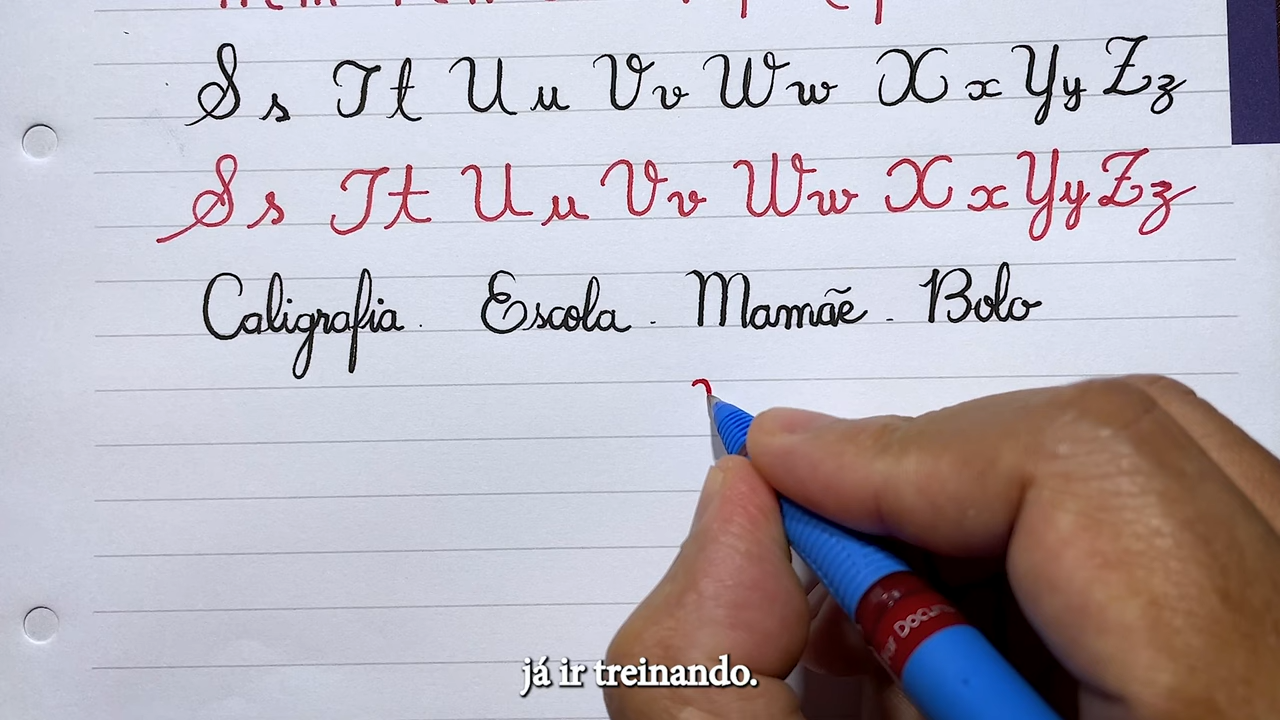 Ss Tt Uu Vv Ww Xx Yy Zz
Ss Tt Uu Vv Ww Xx Yy Zz
Caligrafia. Escola. Mamãe. Bolo
já ir treinando.